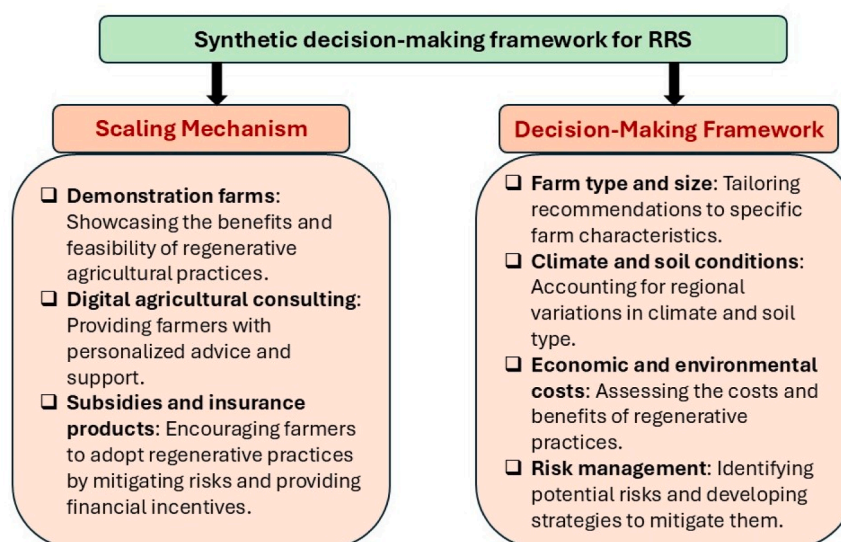 Synthetic decision-making framework for RRS
Scaling Mechanism
Demonstration farms:
Showcasing the benefits and
feasibility of regenerative
agricultural practices.
Digital agricultural consulting:
Providing farmers with
personalized advice and
support.
Subsidies and insurance
products: Encouraging farmers
to adopt regenerative practices
by mitigating risks and providing
financial incentives.
Decision-Making Framework
Farm type and size: Tailoring
recommendations to specific
farm characteristics.
Climate and soil conditions:
Accounting for regional
variations in climate and soil
type.
Economic and environmental
costs: Assessing the costs and
benefits of regenerative
practices.
Risk management: Identifying
potential risks and developing
strategies to mitigate them.